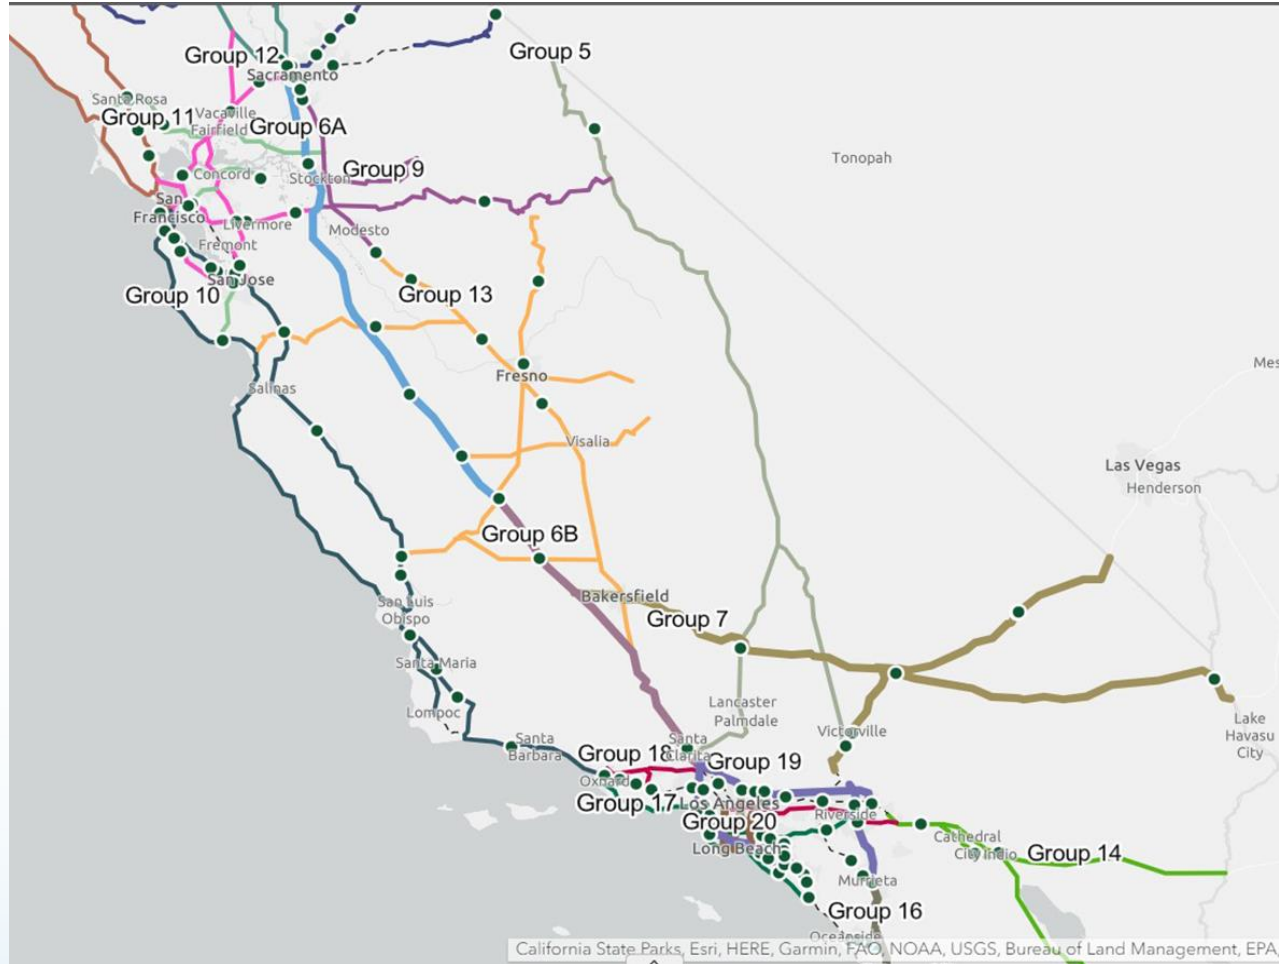 Group 5
Group 12
Sacramento
Santa Rosa
Group 11
Vacaville
Fairfield
Group 6A
Tonopah
Group 9
Concord
Stockton
San
Francisco
Livermore
Modesto
Fremont
San Jose
Group 10
Group 13
Mes
Fresno
Salinas
Visalia
Las Vegas
Henderson
Group 6B
Bakersfield
San Luis
Obispo
Group 7
Santa Maria
Lompoc
Lancaster
Palmdale
Victorville
Lake
Havasu
City
Santa
Barbara
Santa
Clarita
Group 18
Group 19
Oxnard
Group 17
Los Angeles
Riverside
Group 20
Long Beach
Cathedral
City
Indio
Group 14
Murrieta
Group 16
Oceanside
California State Parks, Esri, HERE, Garmin, FAO, NOAA, USGS, Bureau of Land Management, EPA,